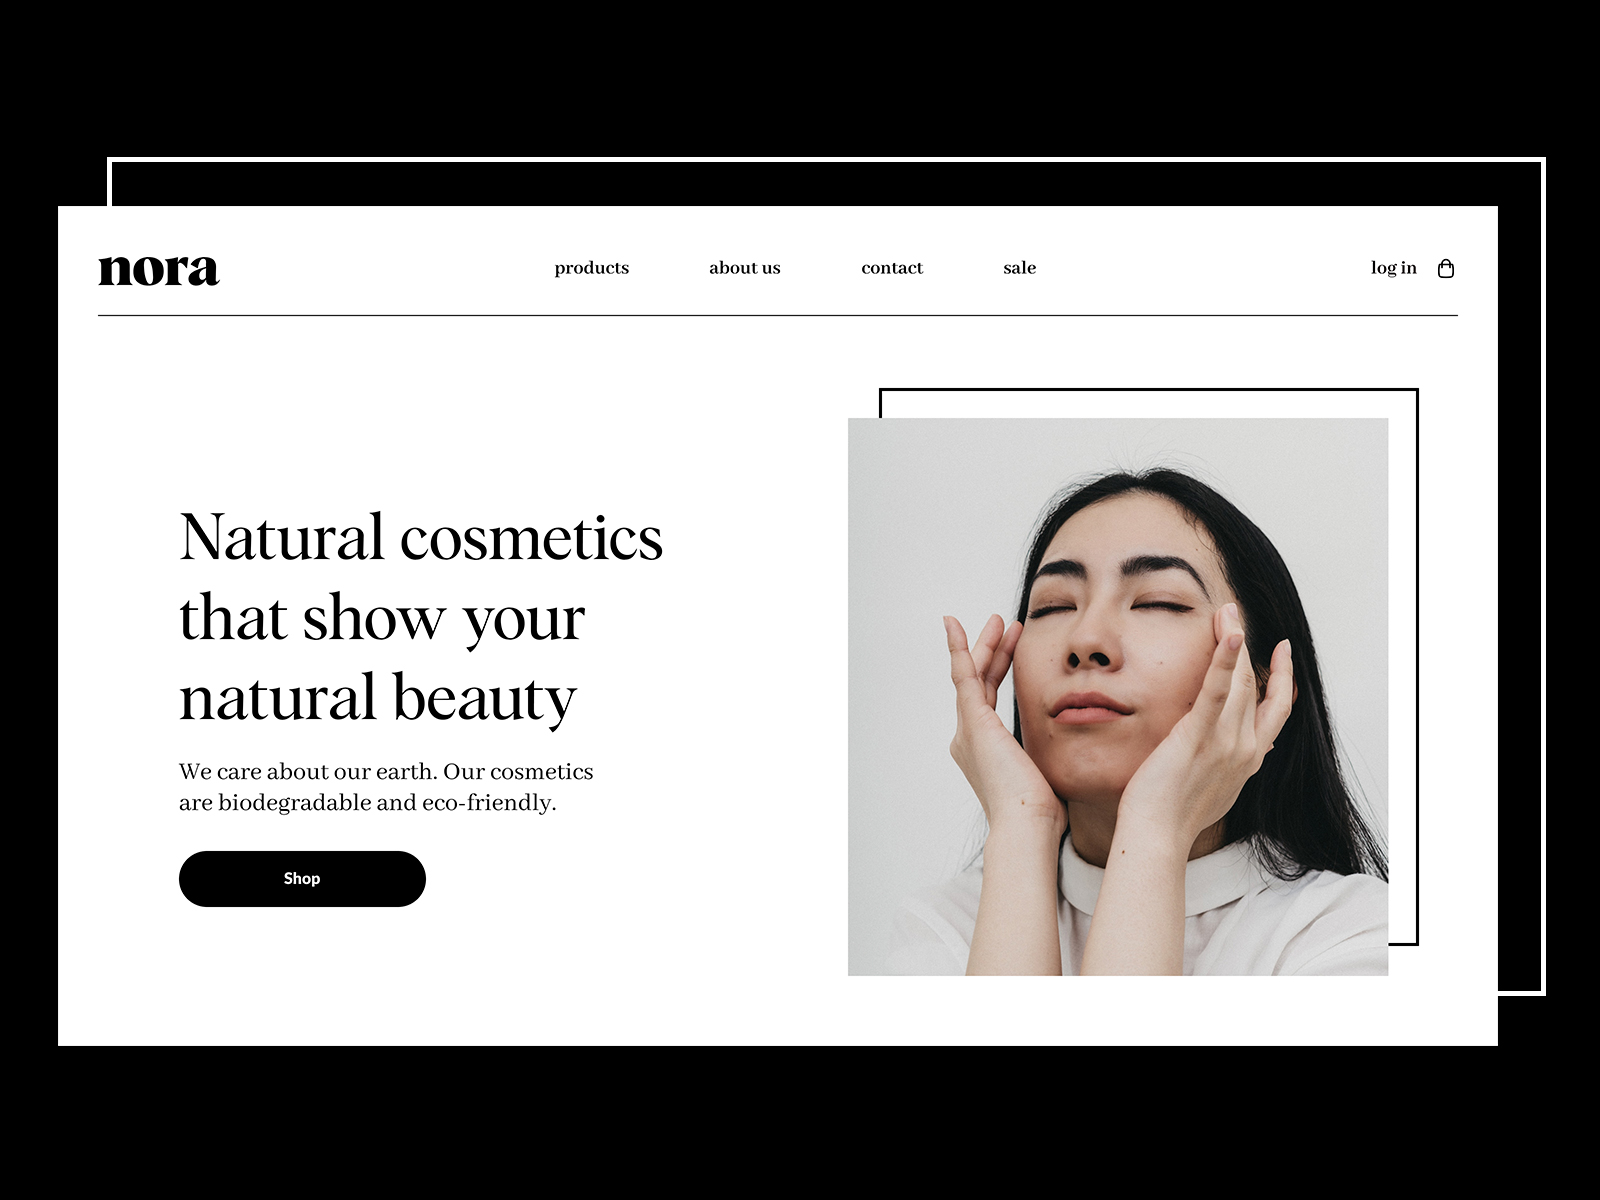 nora
products about us contact sale
log in
Natural cosmetics
that show your
natural beauty
We care about our earth. Our cosmetics
are biodegradable and eco-friendly.
Shop